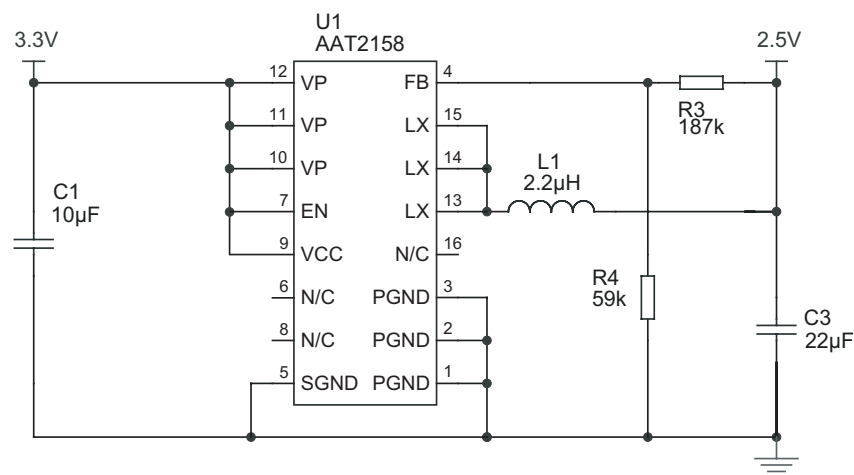 U1
AAT2158
3.3V
2.5V
12 VP
FB 4
R3
187k
11 VP
LX 15
10 VP
LX 14
L1
2.2µH
C1
10µF
7 EN
LX 13
9 VCC
N/C 16
6 N/C
PGND 3
R4
59k
8 N/C
PGND 2
C3
22µF
5 SGND
PGND 1